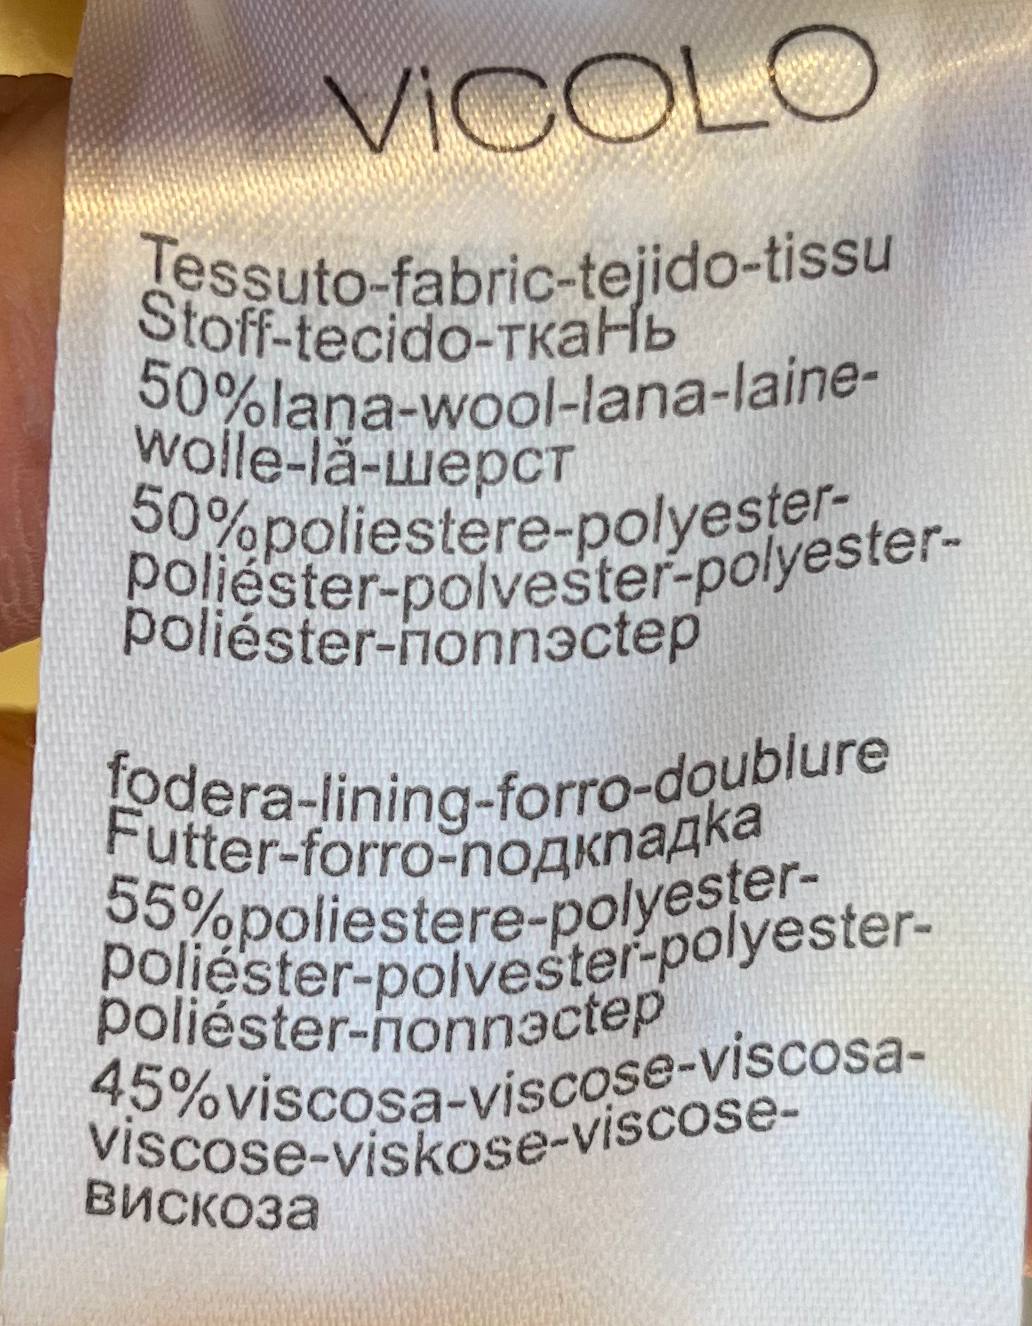 ViCOLO
Tessuto-fabric-tejido-tissu
Stoff-tecido-ткаНЬ
50%lana-wool-lana-laine-
wolle-lă-шерст
50%poliestere-polyester-
poliéster-polvester-polyester-
poliéster-поппэстер
fodera-lining-forro-doublure
Futter-forro-подкпадка
55%poliestere-polyester-
poliéster-polvester-polyester-
poliéster-поппэстер
45%viscosa-viscose-viscosa-
viscose-viskose-viscose-
вискоза